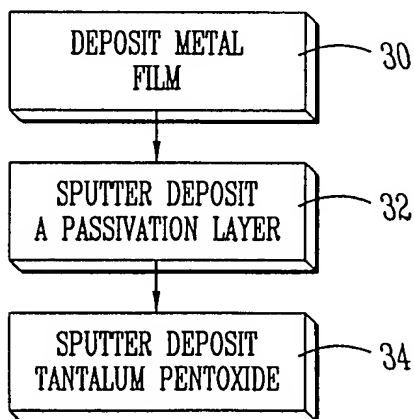 DEPOSIT METAL
FILM
30
SPUTTER DEPOSIT
A PASSIVATION LAYER
32
SPUTTER DEPOSIT
TANTALUM PENTOXIDE
34